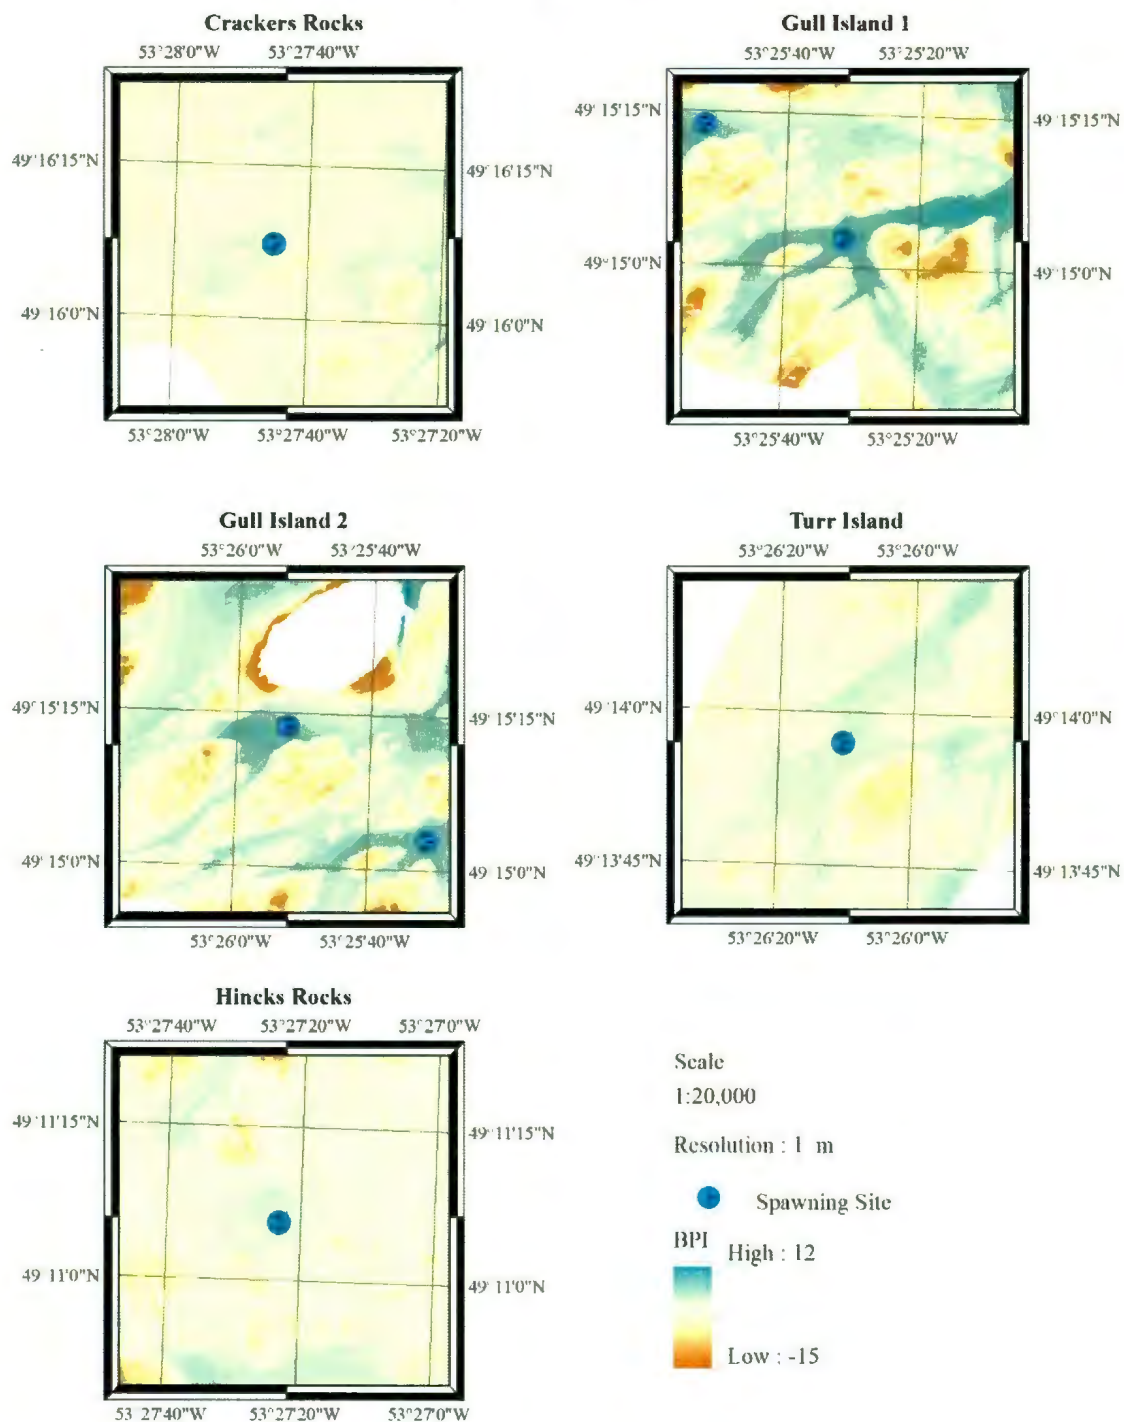 Crackers Rocks
53°28'0"W 53°27'40"W
49°16'15"N
49°16'15"N
49°16'0"N
49°16'0"N
53°28'0"W 53°27'40"W 53°27'20"W
Gull Island 1
53°25'40"W 53°25'20"W
49°15'15"N
49°15'15"N
49°15'0"N
49°15'0"N
53°25'40"W 53°25'20"W
Gull Island 2
53°26'0"W 53°25'40"W
49°15'15"N
49°15'15"N
49°15'0"N
49°15'0"N
53°26'0"W 53°25'40"W
Turr Island
53°26'20"W 53°26'0"W
49°14'0"N
49°14'0"N
49°13'45"N
49°13'45"N
53°26'20"W 53°26'0"W
Hincks Rocks
53°27'40"W 53°27'20"W 53°27'0"W
49°11'15"N
49°11'15"N
49°11'0"N
49°11'0"N
53°27'40"W 53°27'20"W 53°27'0"W
Scale
1:20,000
Resolution : 1 m
Spawning Site
BPI
High : 12
Low : -15